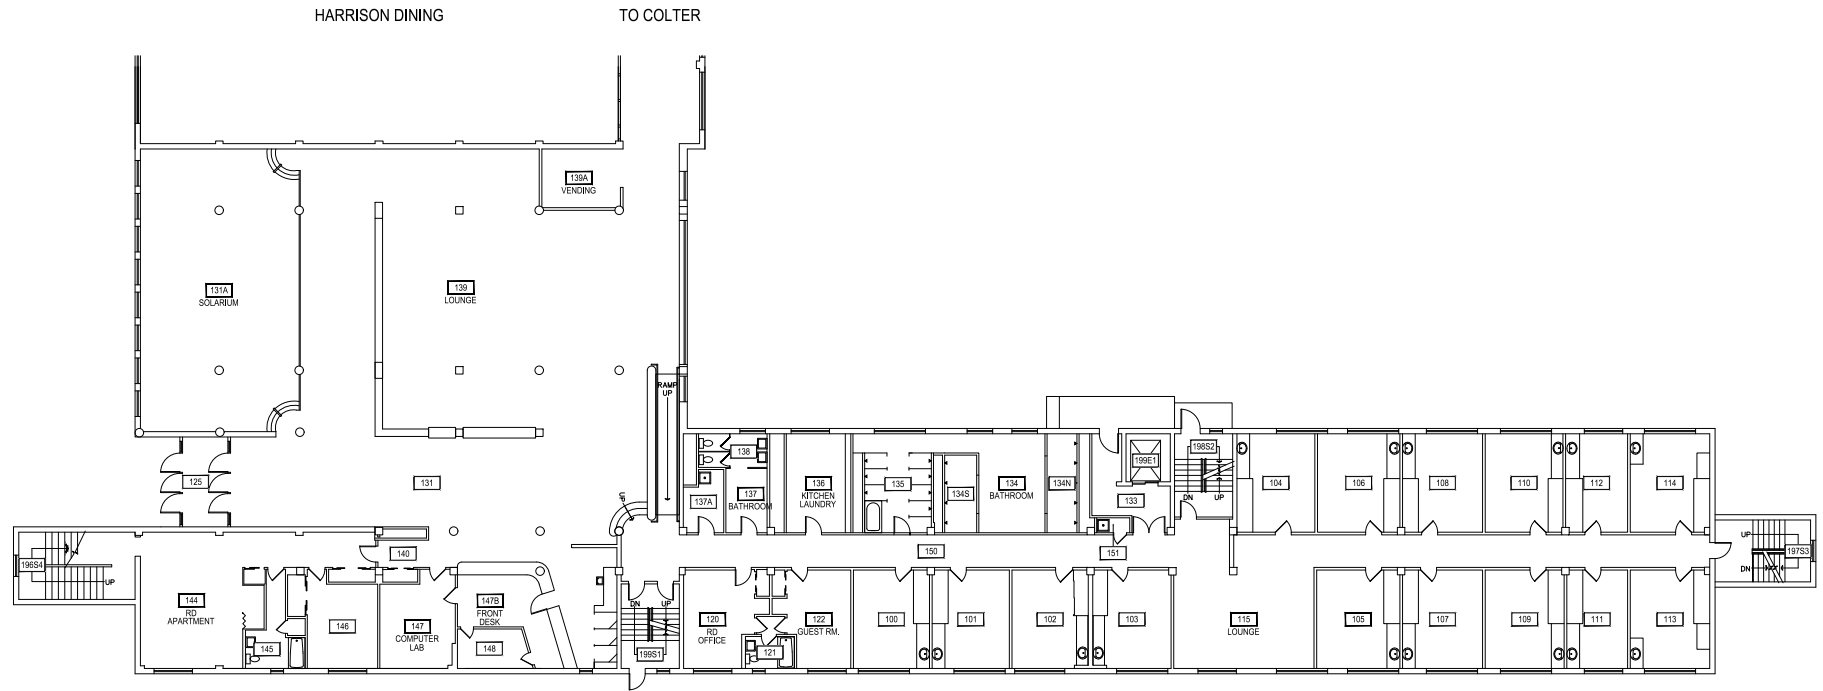 HARRISON DINING
TO COLTER
139A
VENDING
131A
SOLARIUM
139
LOUNGE
RAMP
UP
138
137
BATHROOM
137A
136
KITCHEN
LAUNDRY
135
134S
134
BATHROOM
134N
199E1
133
198S2
DN
UP
104
106
108
110
112
114
125
131
UP
196S4
UP
140
150
151
UP
DN
197S3
144
RD
APARTMENT
145
146
147
COMPUTER
LAB
147B
FRONT
DESK
148
DN
UP
199S1
120
RD
OFFICE
121
122
GUEST RM.
100
101
102
103
115
LOUNGE
105
107
109
111
113